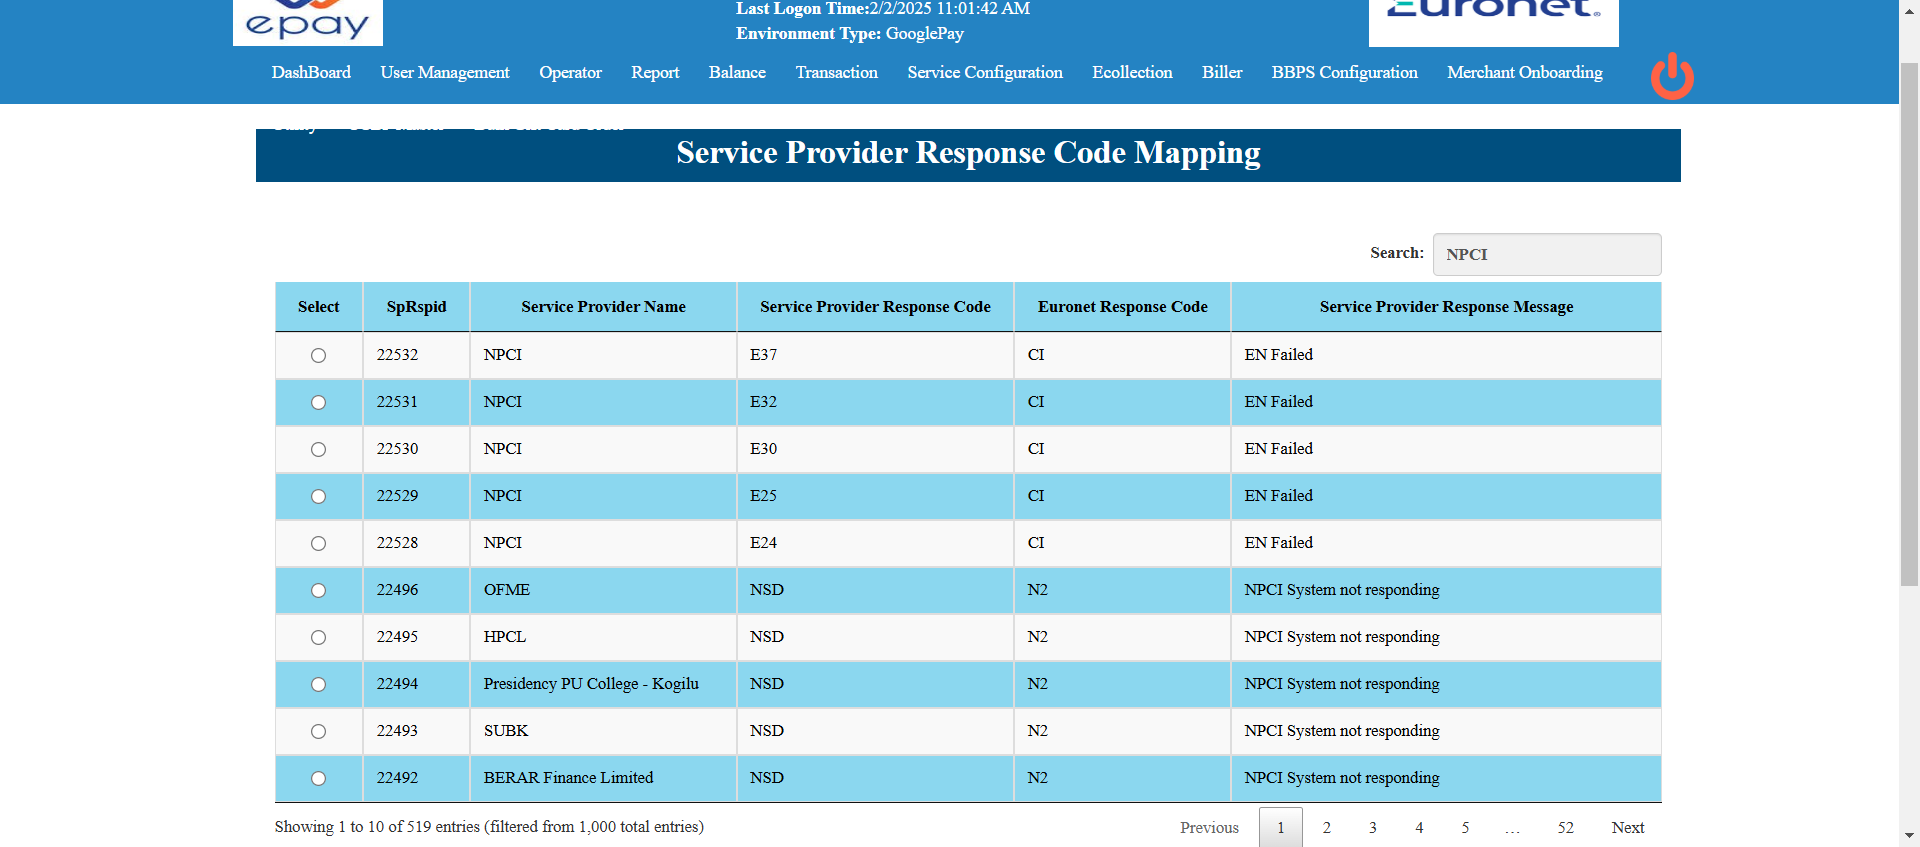 epay
Last Logon Time:2/2/2025 11:01:42 AM
Euronet
Environment Type: GooglePay
DashBoard User Management Operator Report Balance Transaction Service Configuration Ecollection Biller BBPS Configuration Merchant Onboarding
Service Provider Response Code Mapping
Search: NPCI
Select SpRspid Service Provider Name Service Provider Response Code Euronet Response Code Service Provider Response Message
22532 NPCI E37 CI EN Failed
22531 NPCI E32 CI EN Failed
22530 NPCI E30 CI EN Failed
22529 NPCI E25 CI EN Failed
22528 NPCI E24 CI EN Failed
22496 OFME NSD N2 NPCI System not responding
22495 HPCL NSD N2 NPCI System not responding
22494 Presidency PU College - Kogilu NSD N2 NPCI System not responding
22493 SUBK NSD N2 NPCI System not responding
22492 BERAR Finance Limited NSD N2 NPCI System not responding
Showing 1 to 10 of 519 entries (filtered from 1,000 total entries)
Previous 1 2 3 4 5 … 52 Next